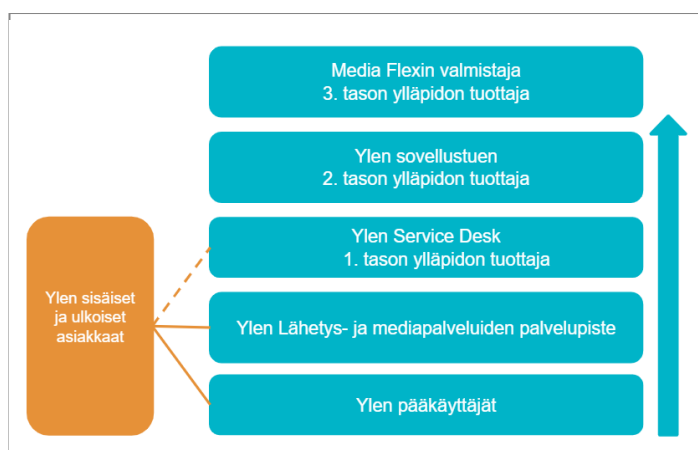 Media Flexin valmistaja
3. tason ylläpidon tuottaja
Ylen sovellustuen
2. tason ylläpidon tuottaja
Ylen Service Desk
1. tason ylläpidon tuottaja
Ylen sisäiset
ja ulkoiset
asiakkaat
Ylen Lähetys- ja mediapalveluiden palvelupiste
Ylen pääkäyttäjät